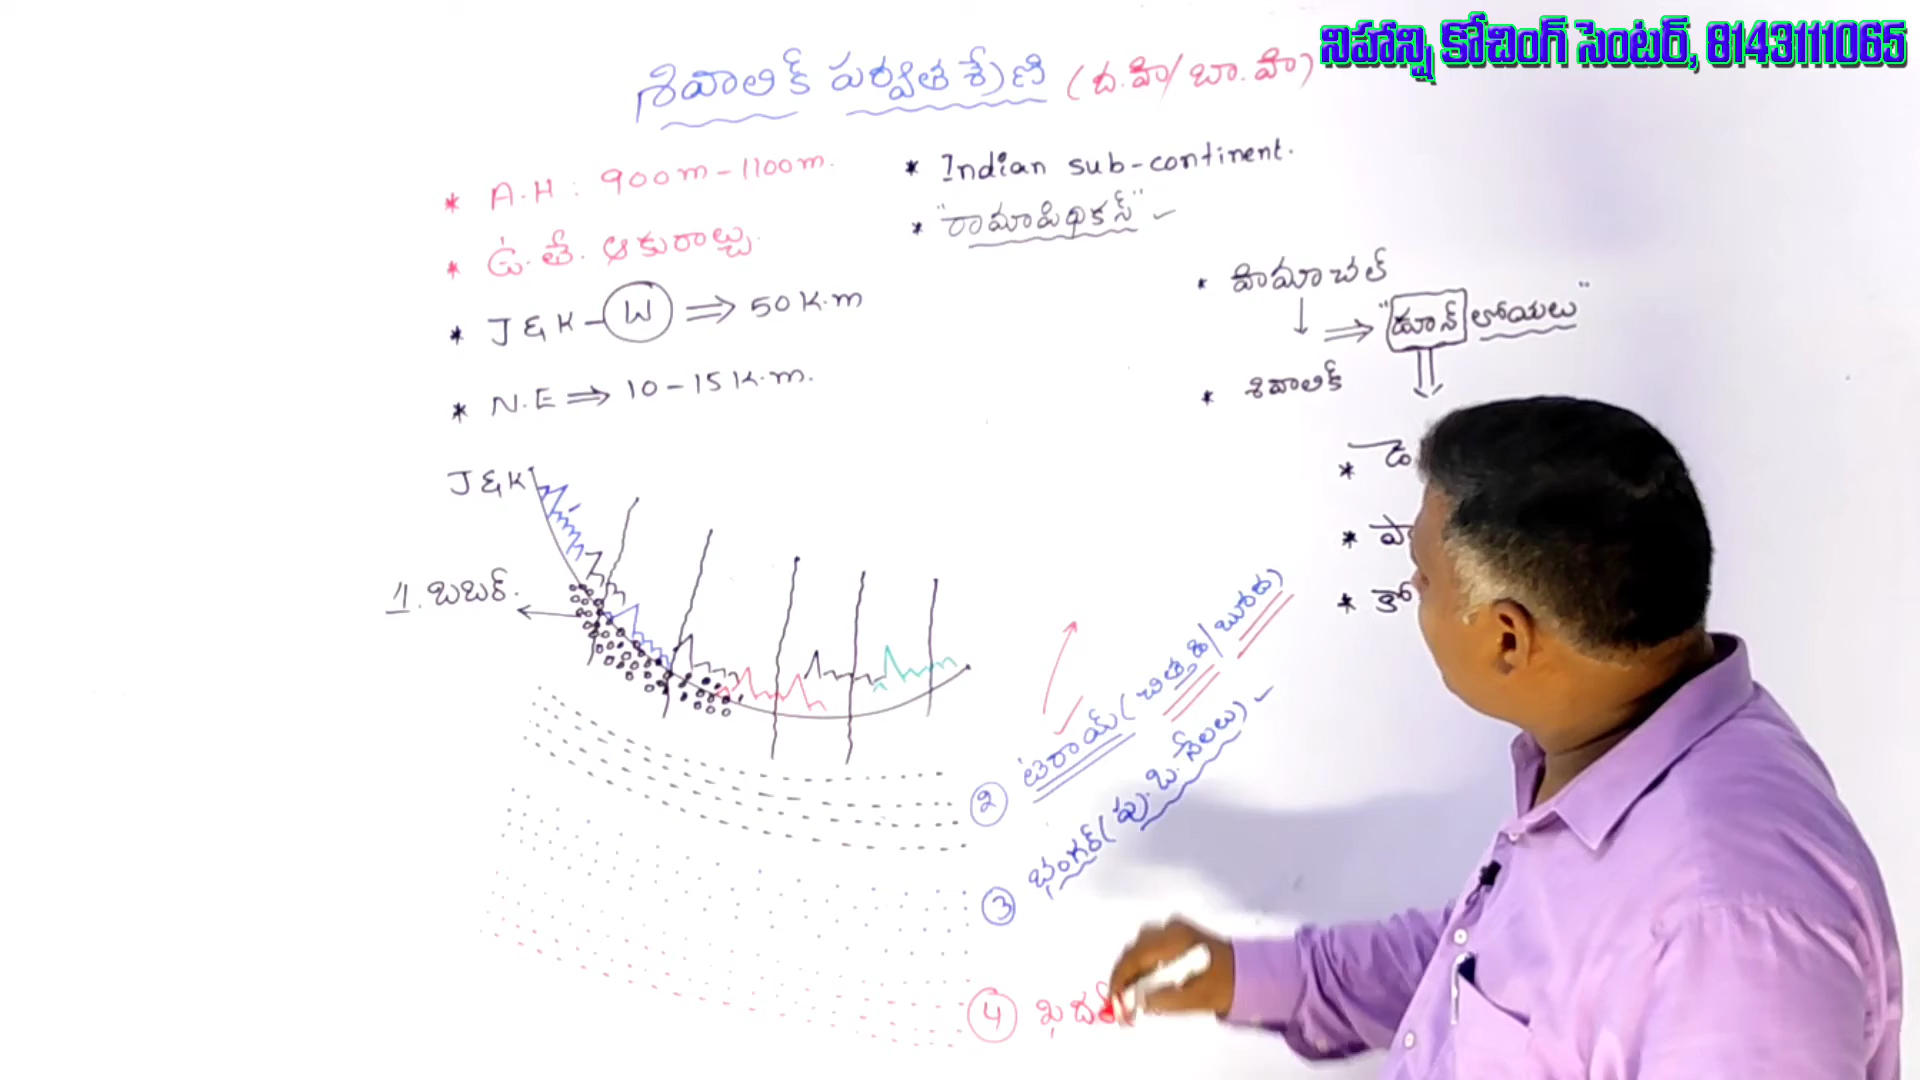 నిహాన్షి కోచింగ్ సెంటర్, 8143111065
శివాలిక్ పర్వతశ్రేణి (ద.హి/బా.హి)
* A.H : 900m - 1100m.
* ఉ.తే. ఆకురాల్చు
* J & K - W ⇒ 50 K.m
* N.E ⇒ 10 - 15 K.m.
* Indian sub-continent.
* "రామాపిథికస్" ✓
* హిమాచల్
↓ ⇒ "డూన్ లోయలు"
* శివాలిక్
* డె
* పా
* కో
J & K
1. బబర్.
② టెరాయ్ (చిత్తడి/బురద)
③ భంగర్ (పు.ఒ.నేలలు) ✓
④ ఖదర్